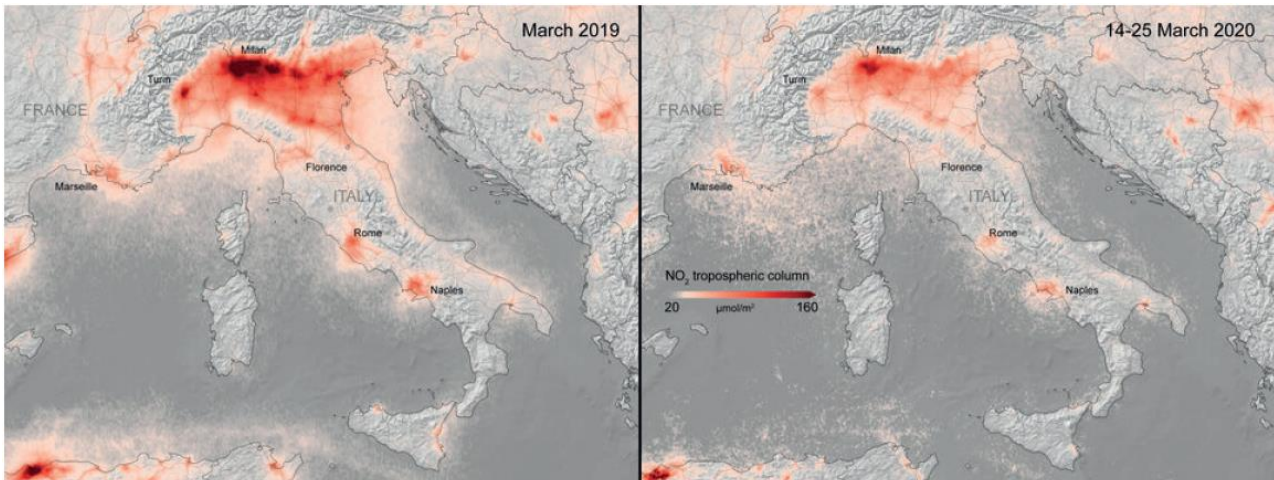 March 2019
Milan
Turin
FRANCE
Florence
Marseille
ITALY
Rome
Naples
14-25 March 2020
Milan
Turin
FRANCE
Florence
Marseille
ITALY
Rome
NO₂ tropospheric column
20 µmol/m² 160
Naples